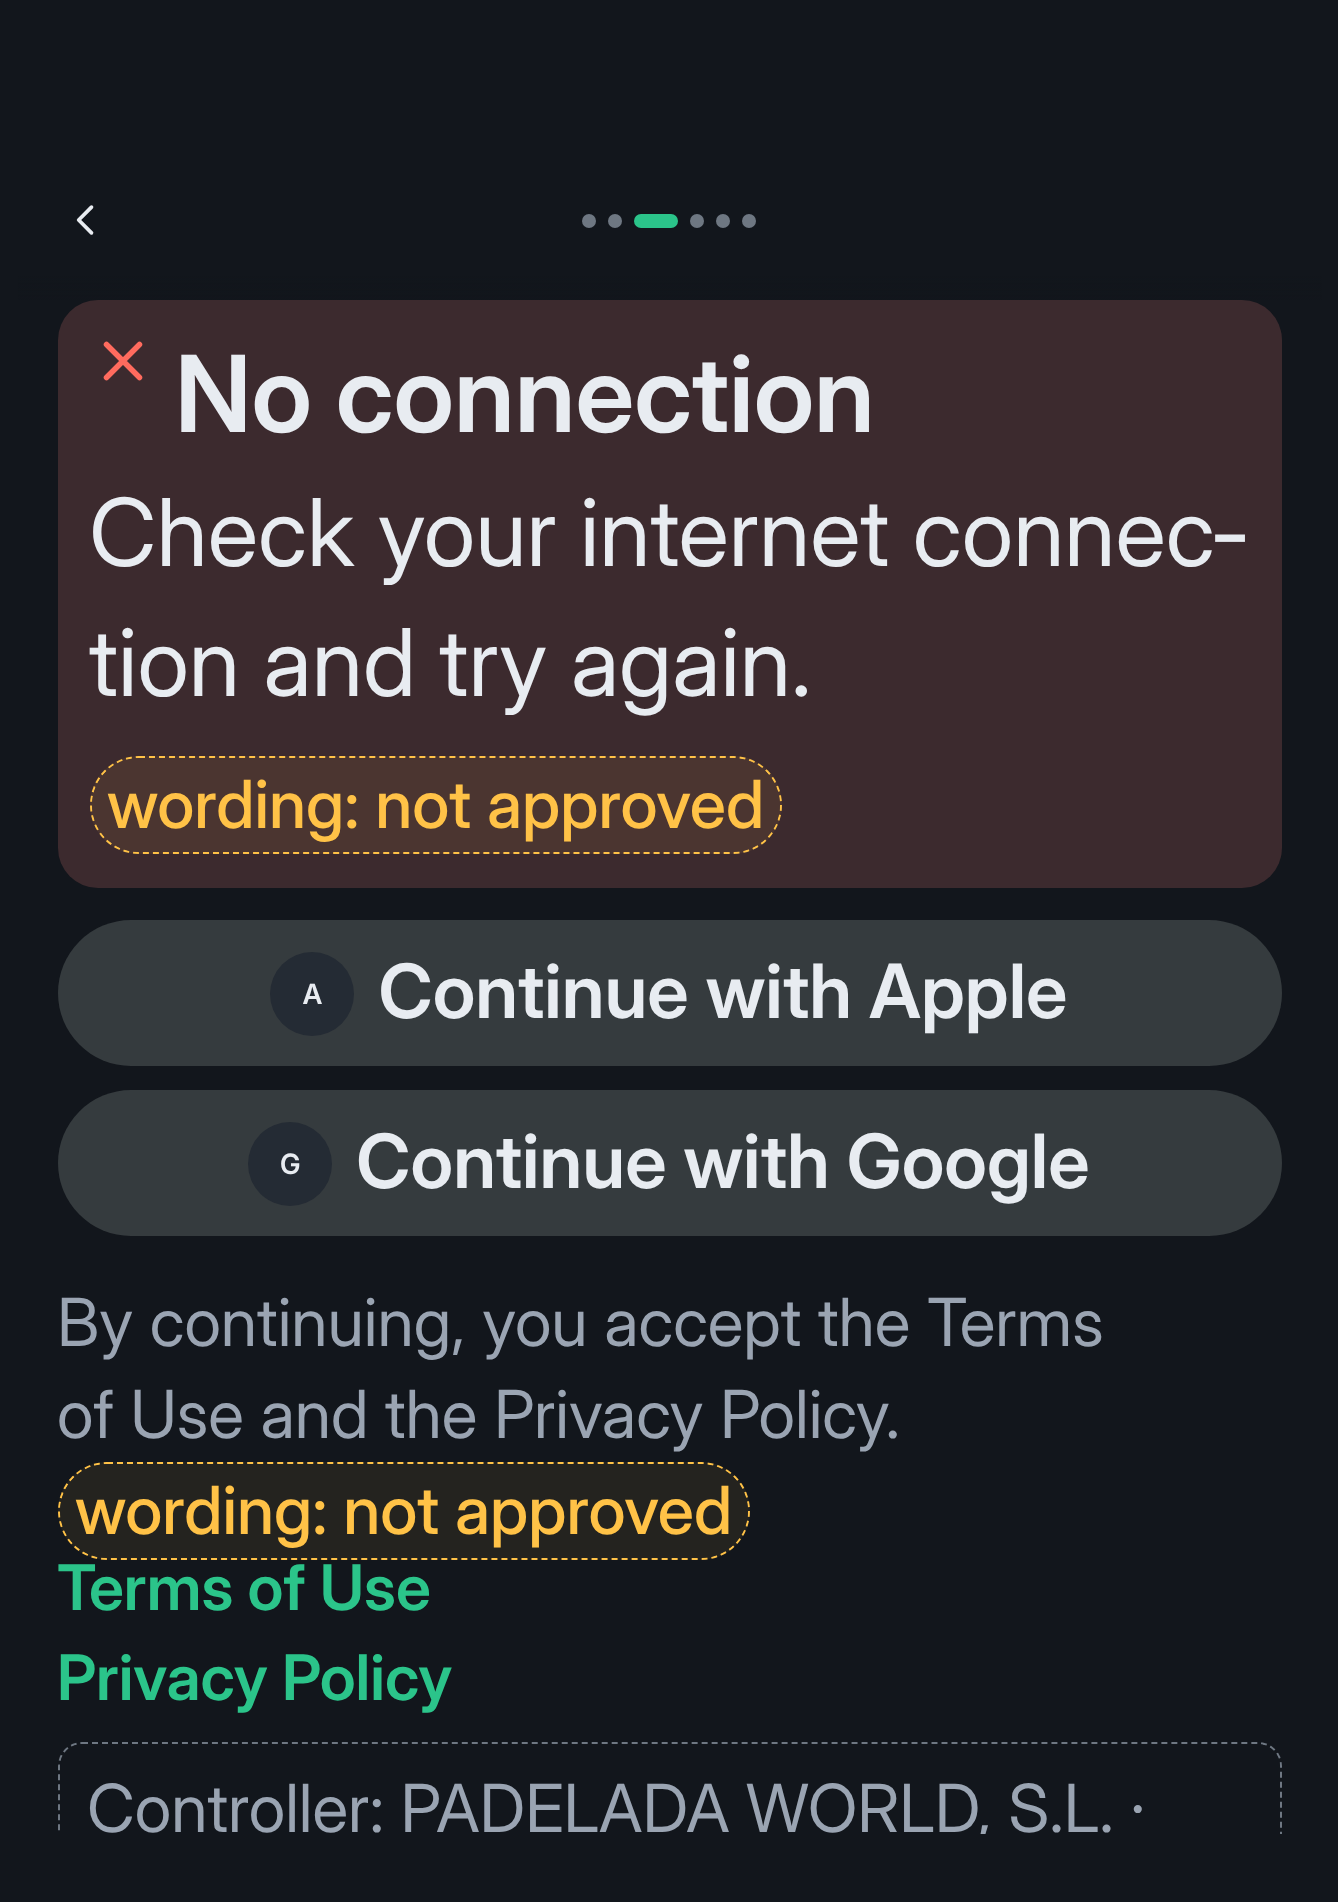 No connection
Check your internet connec-
tion and try again.
wording: not approved
A Continue with Apple
G Continue with Google
By continuing, you accept the Terms
of Use and the Privacy Policy.
wording: not approved
Terms of Use
Privacy Policy
Controller: PADELADA WORLD, S.L. ·